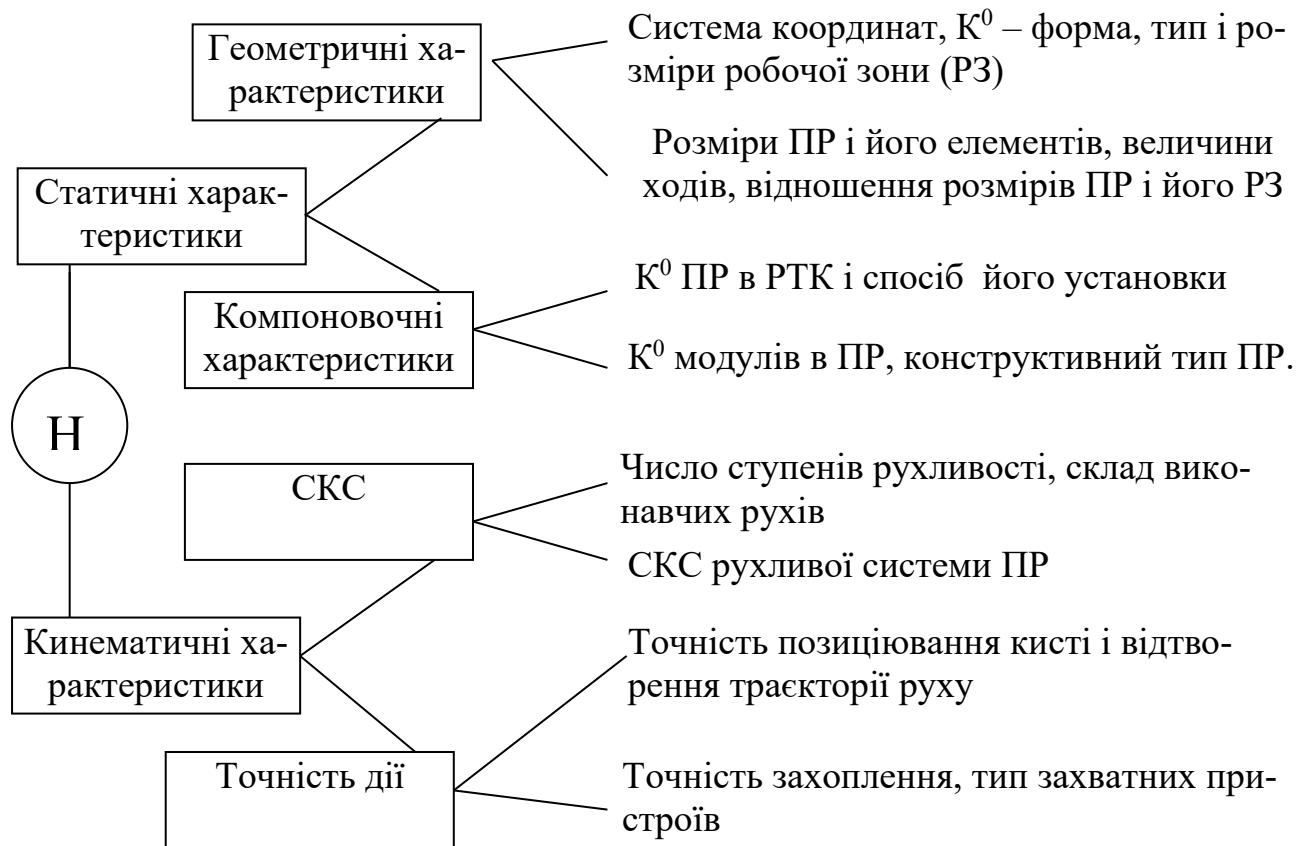 Геометричні ха-
рактеристики
Система координат, К⁰ – форма, тип і ро-
зміри робочої зони (РЗ)
Розміри ПР і його елементів, величини
ходів, відношення розмірів ПР і його РЗ
Статичні харак-
теристики
Компоновочні
характеристики
К⁰ ПР в РТК і спосіб його установки
К⁰ модулів в ПР, конструктивний тип ПР.
Н
СКС
Число ступенів рухливості, склад вико-
навчих рухів
СКС рухливої системи ПР
Кинематичні ха-
рактеристики
Точність позиціювання кисті і відтво-
рення траєкторії руху
Точність дії
Точність захоплення, тип захватних при-
строїв